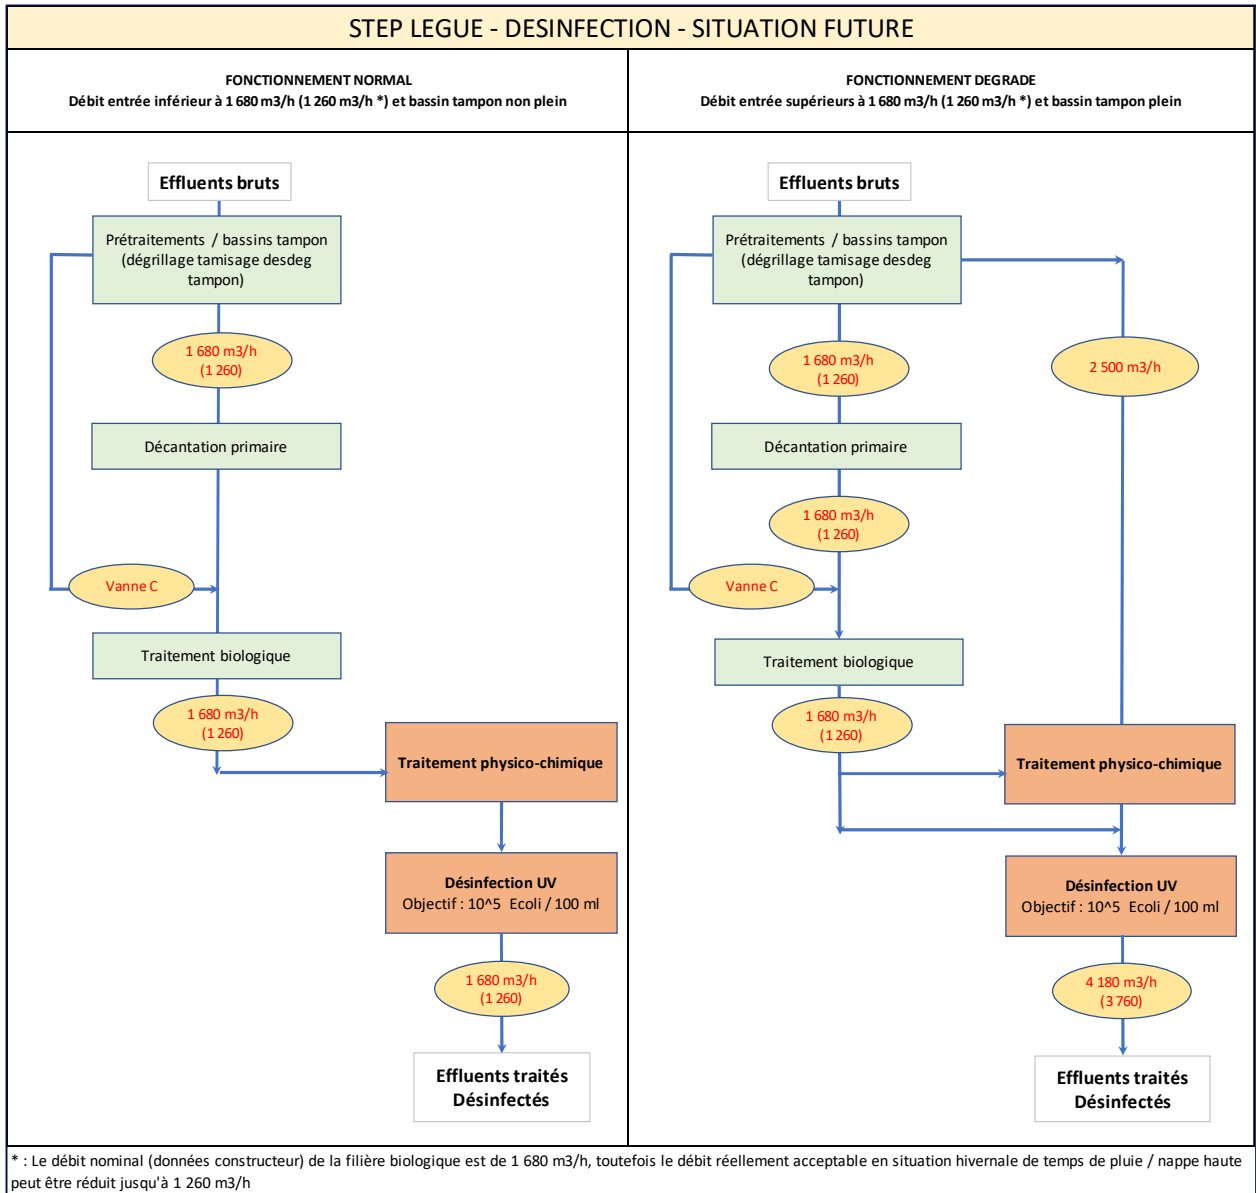 STEP LEGUE - DESINFECTION - SITUATION FUTURE
FONCTIONNEMENT NORMAL
Débit entrée inférieur à 1 680 m3/h (1 260 m3/h *) et bassin tampon non plein
Effluents bruts
Prétraitements / bassins tampon
(dégrillage tamisage desdeg
tampon)
1 680 m3/h
(1 260)
Décantation primaire
Vanne C
Traitement biologique
1 680 m3/h
(1 260)
Traitement physico-chimique
Désinfection UV
Objectif : 10^5 Ecoli / 100 ml
1 680 m3/h
(1 260)
Effluents traités
Désinfectés
FONCTIONNEMENT DEGRADE
Débit entrée supérieurs à 1 680 m3/h (1 260 m3/h *) et bassin tampon plein
Effluents bruts
Prétraitements / bassins tampon
(dégrillage tamisage desdeg
tampon)
1 680 m3/h
(1 260)
2 500 m3/h
Décantation primaire
1 680 m3/h
(1 260)
Vanne C
Traitement biologique
1 680 m3/h
(1 260)
Traitement physico-chimique
Désinfection UV
Objectif : 10^5 Ecoli / 100 ml
4 180 m3/h
(3 760)
Effluents traités
Désinfectés
* : Le débit nominal (données constructeur) de la filière biologique est de 1 680 m3/h, toutefois le débit réellement acceptable en situation hivernale de temps de pluie / nappe haute
peut être réduit jusqu'à 1 260 m3/h